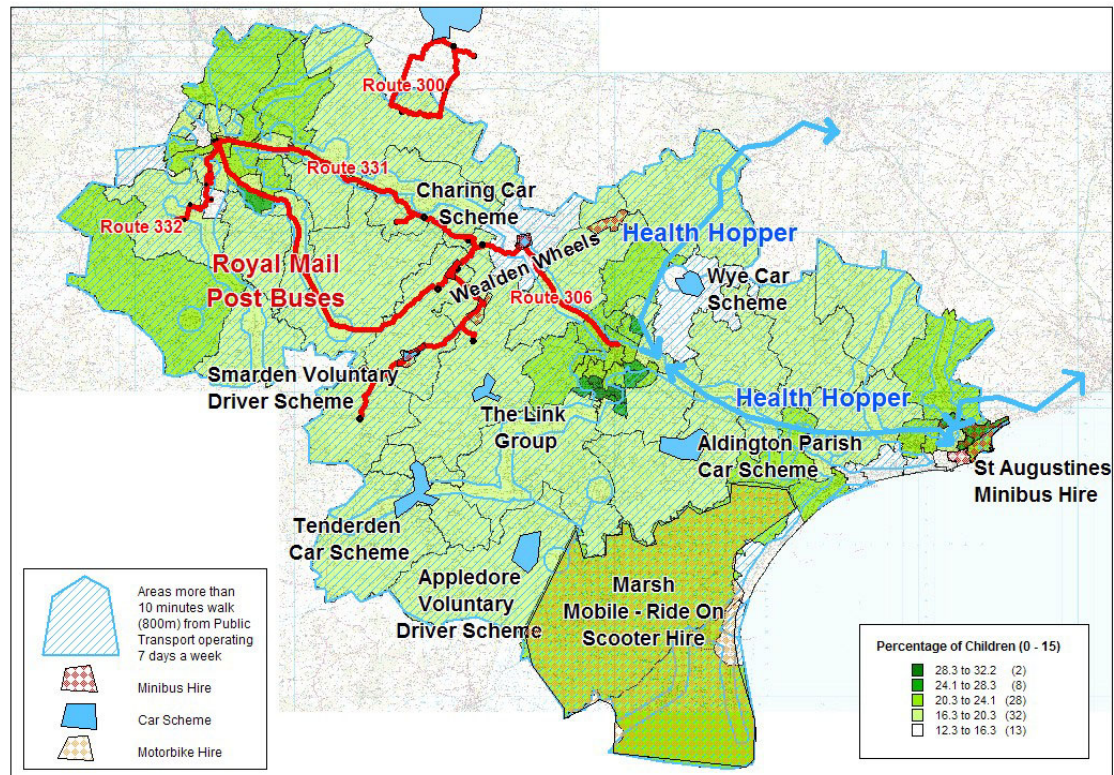 Route 300
Route 331
Charing Car
Scheme
Route 332
Royal Mail
Post Buses
Wealden Wheels
Route 306
Health Hopper
Wye Car
Scheme
Smarden Voluntary
Driver Scheme
The Link
Group
Health Hopper
Aldington Parish
Car Scheme
St Augustines
Minibus Hire
Tenderden
Car Scheme
Appledore
Voluntary
Driver Scheme
Marsh
Mobile - Ride On
Scooter Hire
Areas more than
10 minutes walk
(800m) from Public
Transport operating
7 days a week
Minibus Hire
Car Scheme
Motorbike Hire
Percentage of Children (0 - 15)
28.3 to 32.2 (2)
24.1 to 28.3 (8)
20.3 to 24.1 (28)
16.3 to 20.3 (32)
12.3 to 16.3 (13)